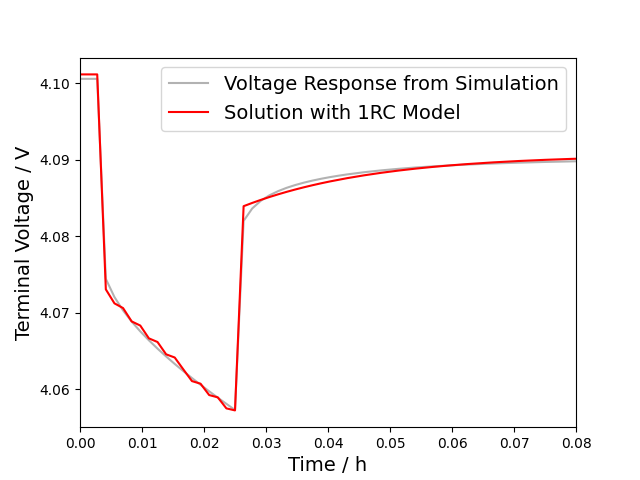 Voltage Response from Simulation
Solution with 1RC Model
Terminal Voltage / V
4.10
4.09
4.08
4.07
4.06
0.00 0.01 0.02 0.03 0.04 0.05 0.06 0.07 0.08
Time / h